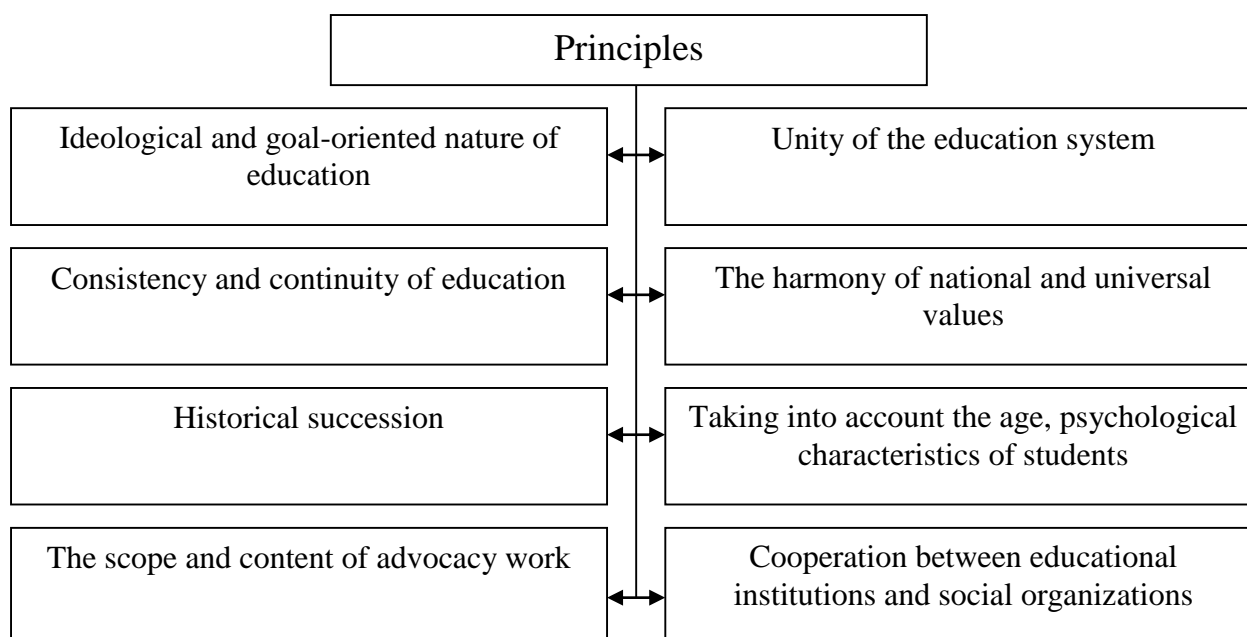 Principles
Ideological and goal-oriented nature of
education
Unity of the education system
Consistency and continuity of education
The harmony of national and universal
values
Historical succession
Taking into account the age, psychological
characteristics of students
The scope and content of advocacy work
Cooperation between educational
institutions and social organizations